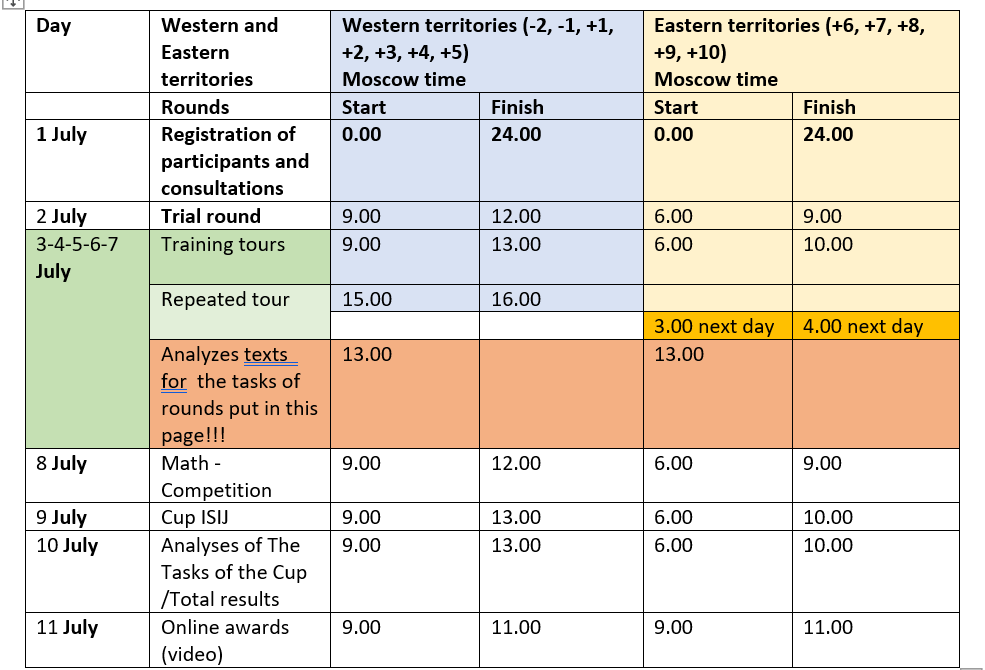 Day Western and Eastern territories Western territories (-2, -1, +1, +2, +3, +4, +5) Moscow time Eastern territories (+6, +7, +8, +9, +10) Moscow time
Rounds Start Finish Start Finish
1 July Registration of participants and consultations 0.00 24.00 0.00 24.00
2 July Trial round 9.00 12.00 6.00 9.00
3-4-5-6-7 July Training tours 9.00 13.00 6.00 10.00
Repeated tour 15.00 16.00
3.00 next day 4.00 next day
Analyzes texts for the tasks of rounds put in this page!!! 13.00 13.00
8 July Math - Competition 9.00 12.00 6.00 9.00
9 July Cup ISIJ 9.00 13.00 6.00 10.00
10 July Analyses of The Tasks of the Cup /Total results 9.00 13.00 6.00 10.00
11 July Online awards (video) 9.00 11.00 9.00 11.00